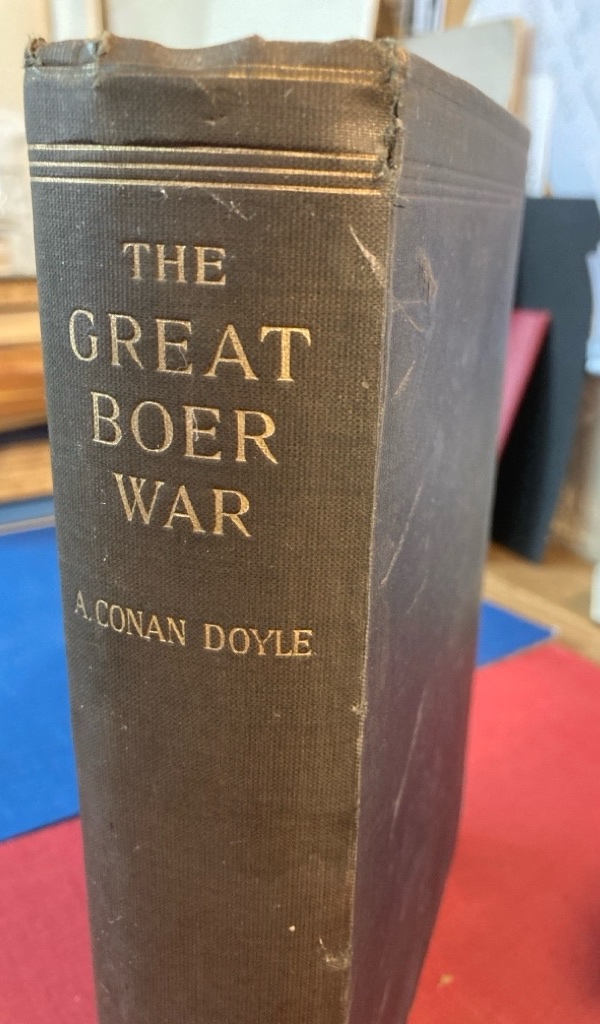 THE
GREAT
BOER
WAR
A. CONAN DOYLE